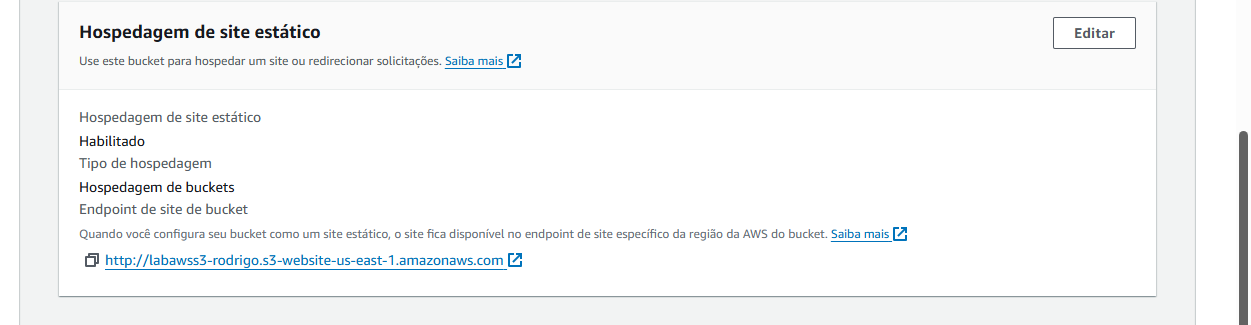 Hospedagem de site estático
Editar
Use este bucket para hospedar um site ou redirecionar solicitações. Saiba mais
Hospedagem de site estático
Habilitado
Tipo de hospedagem
Hospedagem de buckets
Endpoint de site de bucket
Quando você configura seu bucket como um site estático, o site fica disponível no endpoint de site específico da região da AWS do bucket. Saiba mais
http://labawss3-rodrigo.s3-website-us-east-1.amazonaws.com